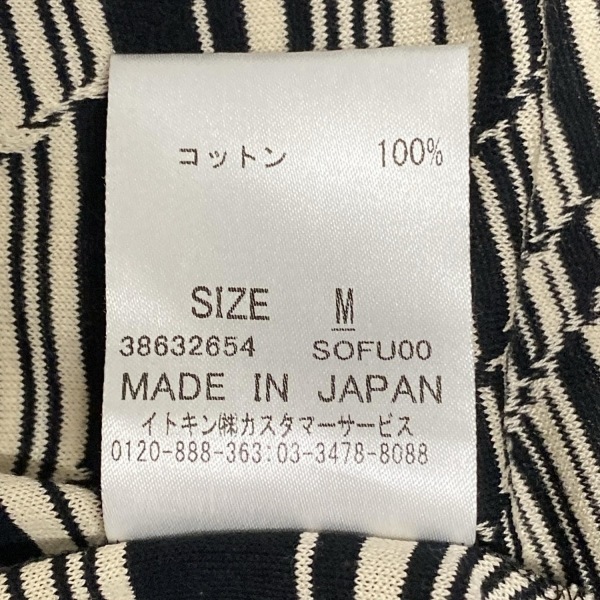 コットン 100%
SIZE M
38632654 SOFU00
MADE IN JAPAN
イトキン㈱カスタマーサービス
0120-888-363:03-3478-8088